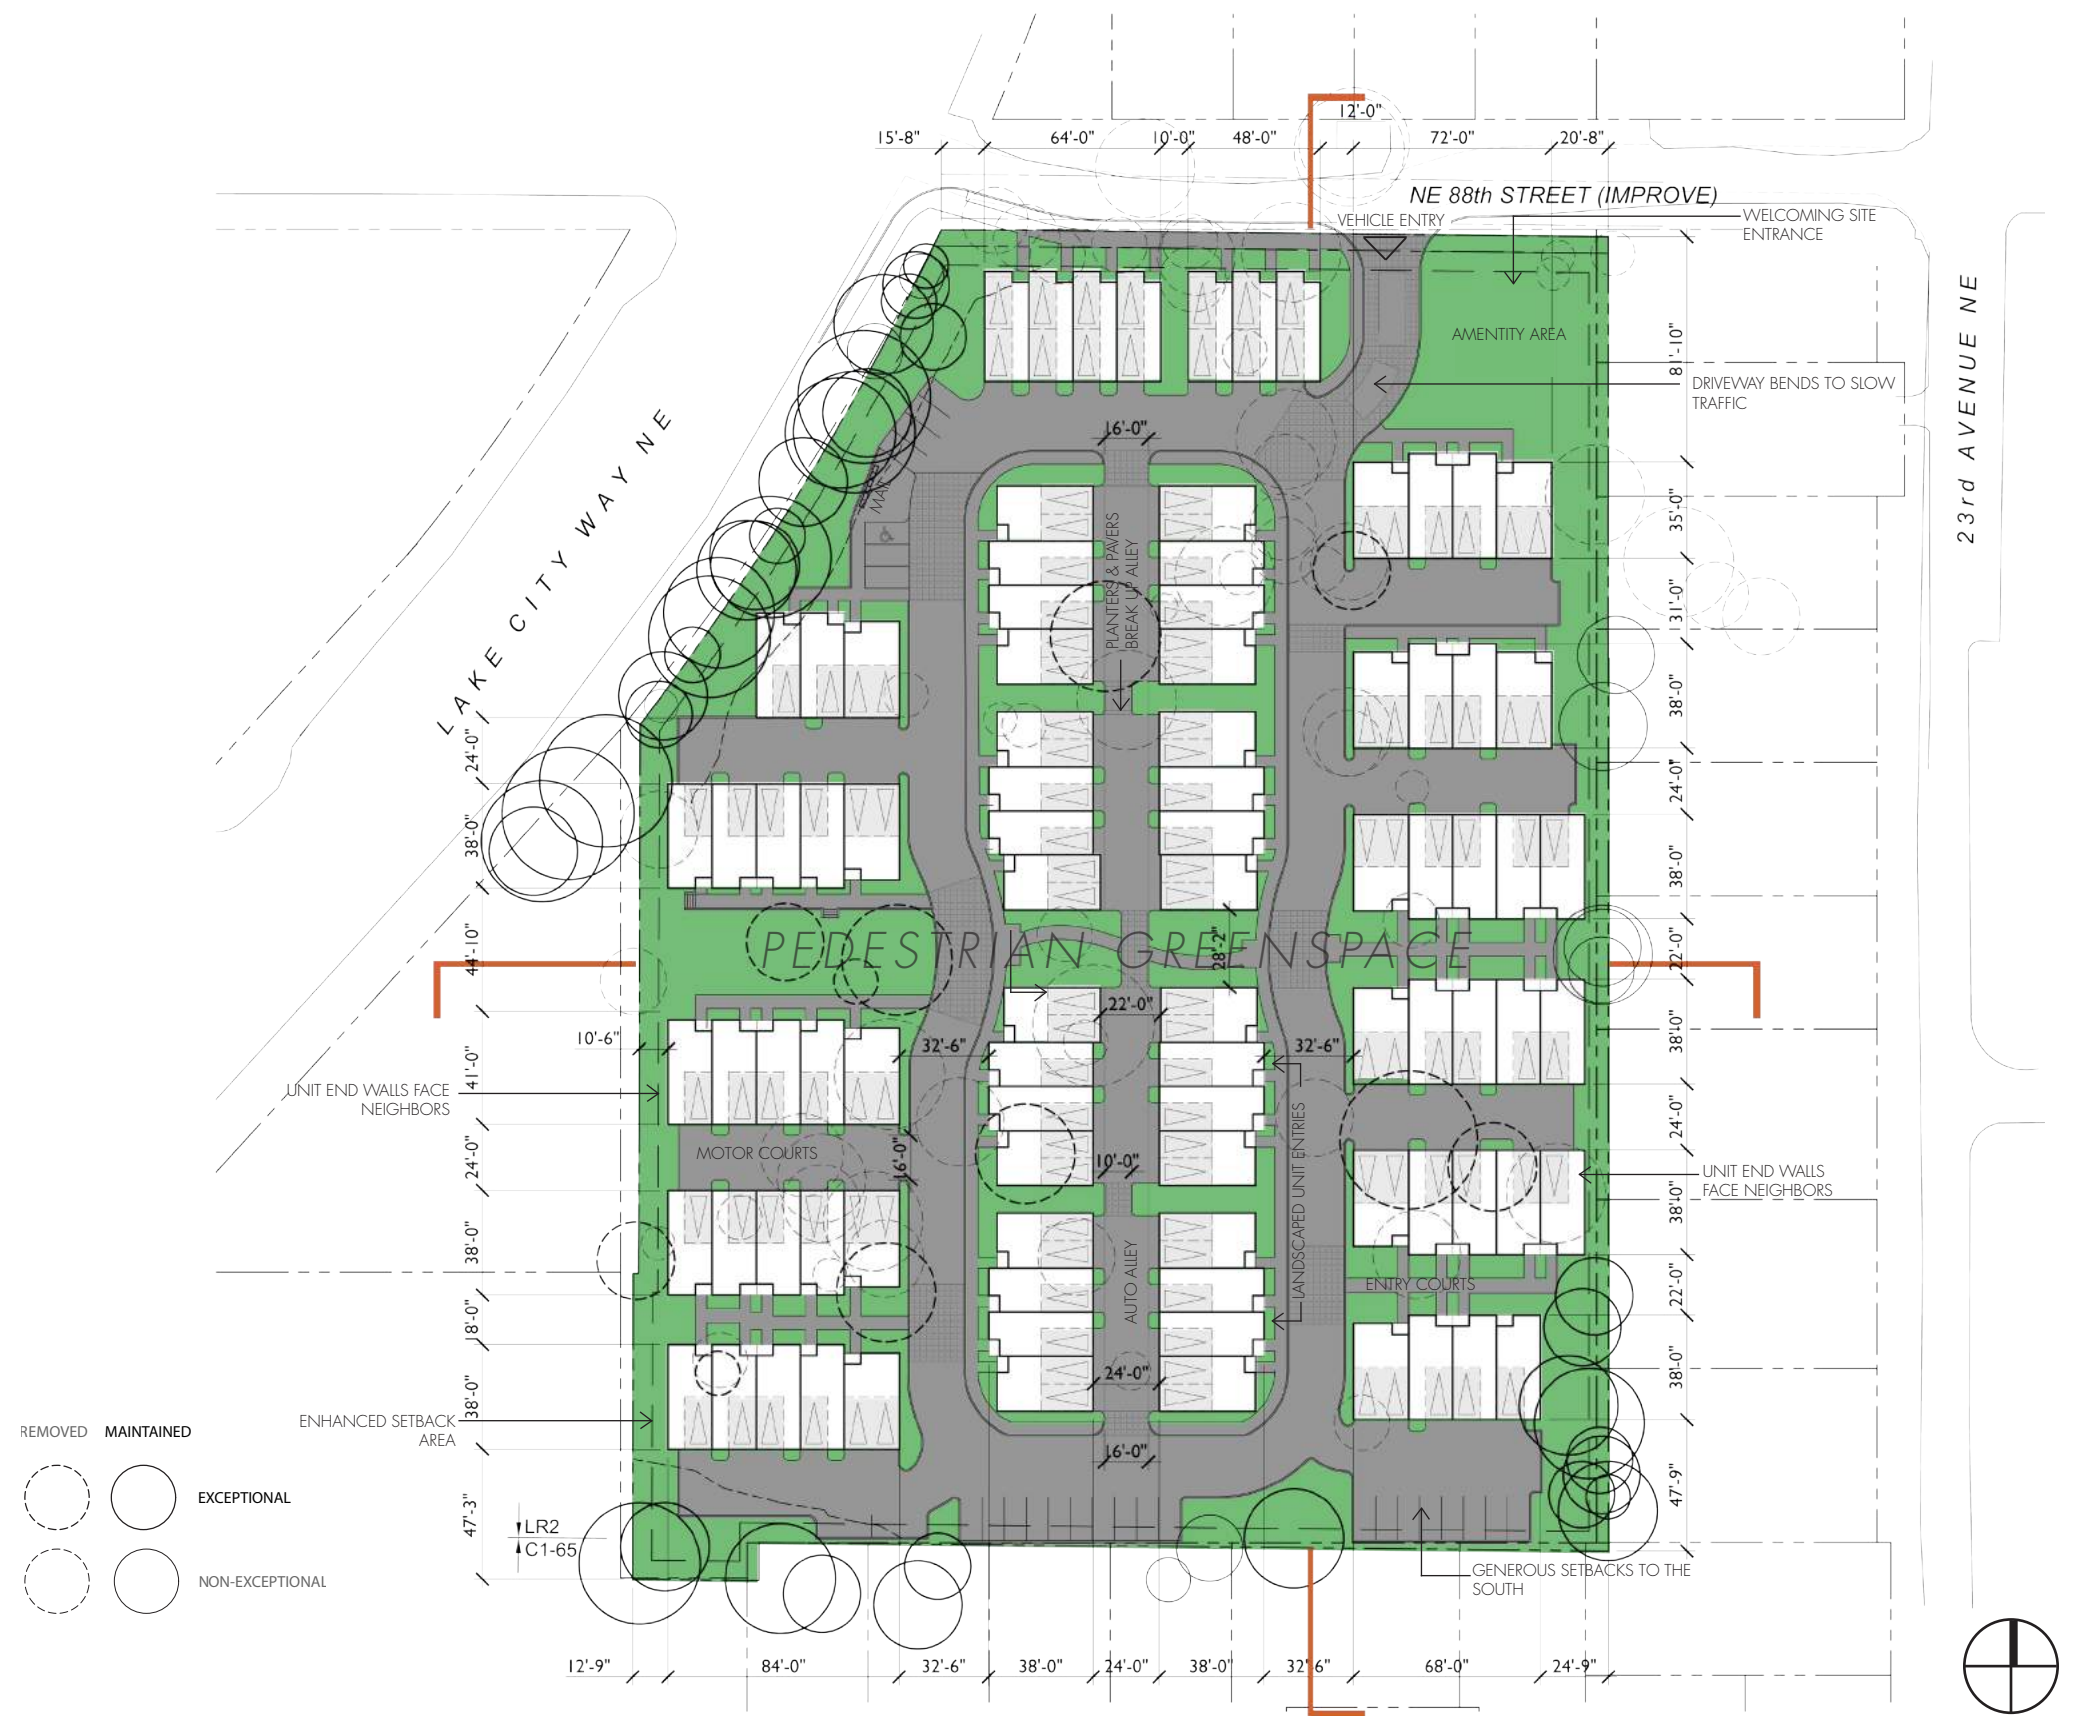 12'-0"
15'-8"
64'-0"
10'-0"
48'-0"
72'-0"
20'-8"
NE 88th STREET (IMPROVE)
VEHICLE ENTRY
WELCOMING SITE
ENTRANCE
23rd AVENUE NE
AMENTITY AREA
81'-10"
DRIVEWAY BENDS TO SLOW
TRAFFIC
LAKE CITY WAY NE
16'-0"
MAIL
PLANTERS & PAVERS
BREAK UP ALLEY
35'-0"
31'-0"
38'-0"
24'-0"
24'-0"
38'-0"
38'-0"
44'-10"
PEDESTRIAN GREENSPACE
28'-2"
22'-0"
22'-0"
10'-6"
32'-6"
32'-6"
38'-0"
41'-0"
UNIT END WALLS FACE
NEIGHBORS
24'-0"
MOTOR COURTS
16'-0"
10'-0"
LANDSCAPED UNIT ENTRIES
24'-0"
UNIT END WALLS
FACE NEIGHBORS
38'-0"
38'-0"
AUTO ALLEY
ENTRY COURTS
22'-0"
18'-0"
38'-0"
24'-0"
38'-0"
ENHANCED SETBACK
AREA
16'-0"
47'-3"
47'-9"
LR2
C1-65
GENEROUS SETBACKS TO THE
SOUTH
REMOVED MAINTAINED
EXCEPTIONAL
NON-EXCEPTIONAL
12'-9"
84'-0"
32'-6"
38'-0"
24'-0"
38'-0"
32'-6"
68'-0"
24'-9"